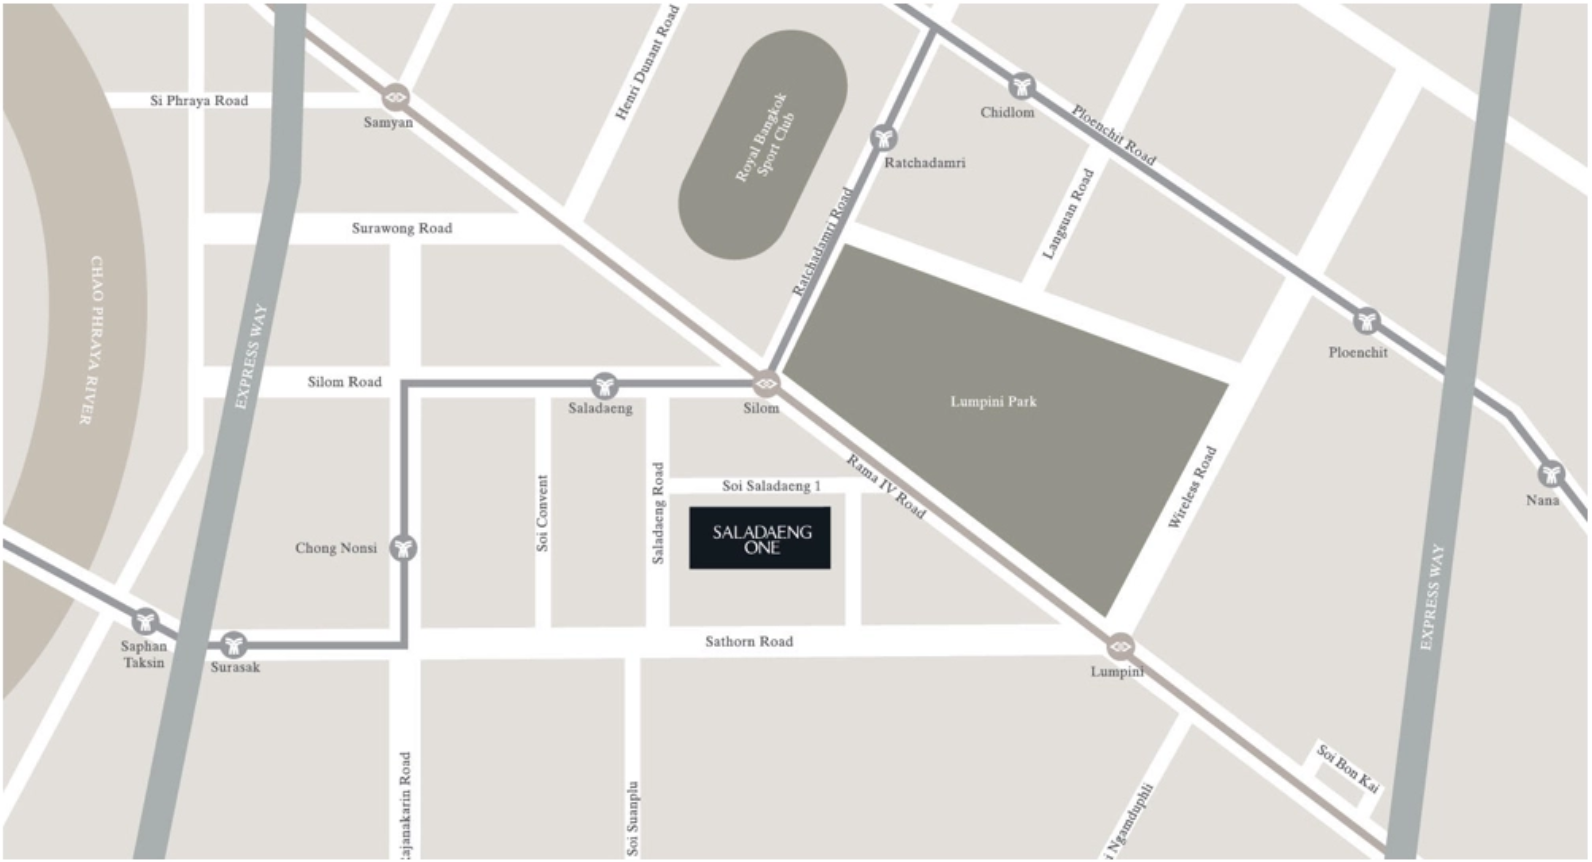 Si Phraya Road
Samyan
Henri Dunant Road
Royal Bangkok
Sport Club
Chidlom
Ploenchit Road
Ratchadamri
Ratchadamri Road
Langsuan Road
Surawong Road
CHAO PHRAYA RIVER
EXPRESS WAY
Silom Road
Saladaeng
Silom
Lumpini Park
Ploenchit
Nana
Rama IV Road
Wireless Road
Soi Convent
Saladaeng Road
Soi Saladaeng 1
SALADAENG
ONE
Chong Nonsi
Saphan
Taksin
Surasak
Sathorn Road
Lumpini
EXPRESS WAY
ajanakarin Road
Soi Suanplu
i Ngamduphli
Soi Bon Kai